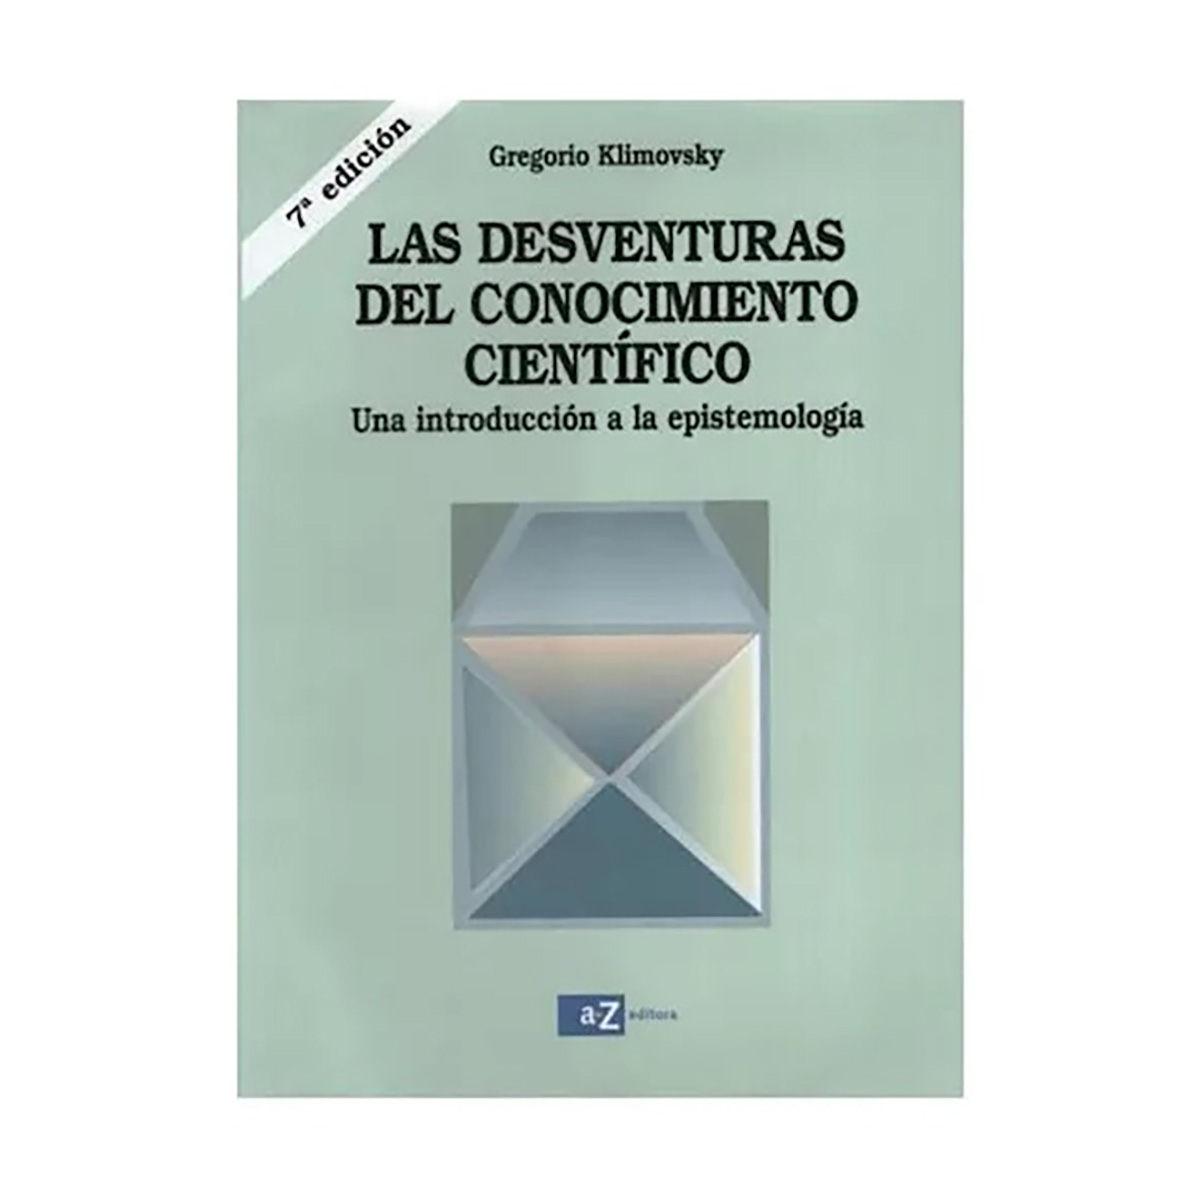 7ª edición
Gregorio Klimovsky
LAS DESVENTURAS
DEL CONOCIMIENTO
CIENTÍFICO
Una introducción a la epistemología
a-Z editora